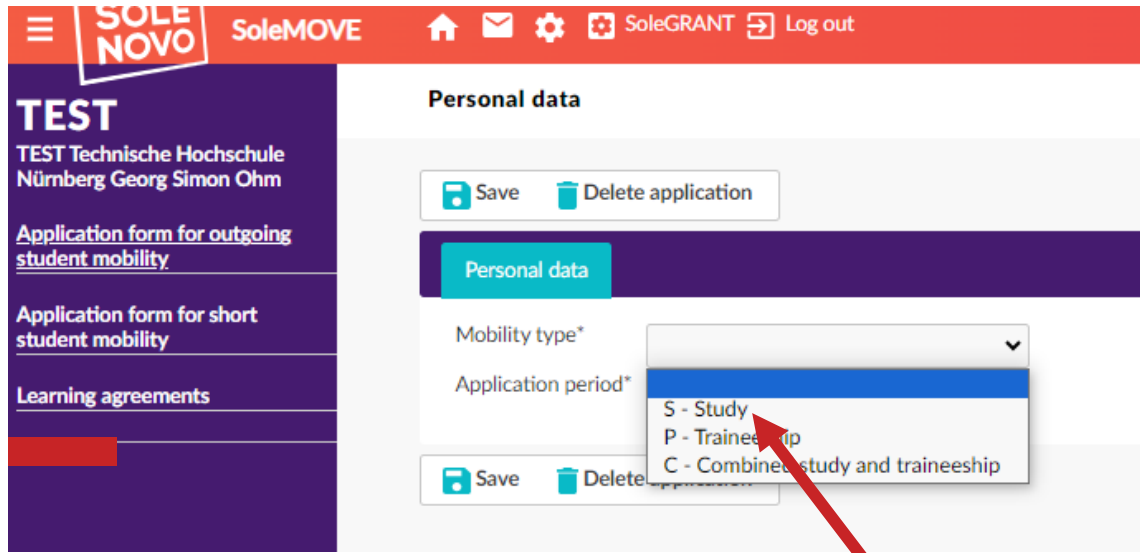 SOLE
NOVO
SoleMOVE
SoleGRANT
Log out
TEST
TEST Technische Hochschule
Nürnberg Georg Simon Ohm
Application form for outgoing
student mobility
Application form for short
student mobility
Learning agreements
Personal data
Save
Delete application
Personal data
Mobility type*
Application period*
S - Study
P - Traineeship
C - Combined study and traineeship
Save
Delete application